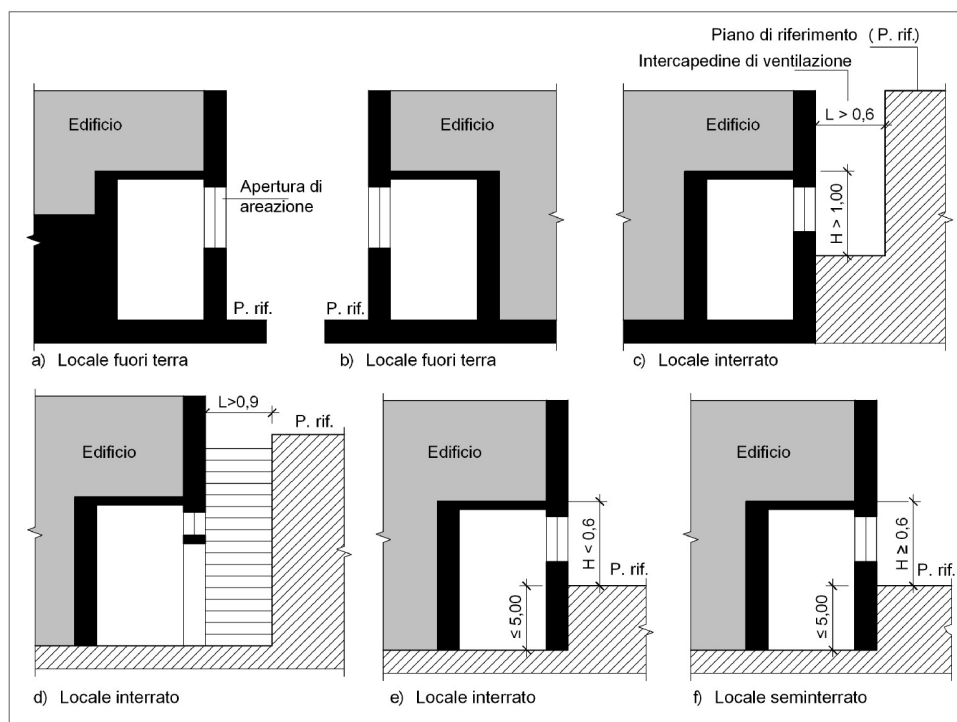 Piano di riferimento (P. rif.)
Intercapedine di ventilazione
L > 0,6
Edificio
Edificio
Edificio
Apertura di
areazione
H > 1,00
P. rif.
P. rif.
a) Locale fuori terra
b) Locale fuori terra
c) Locale interrato
L>0,9
P. rif.
Edificio
Edificio
Edificio
H < 0,6
H ≥ 0,6
P. rif.
P. rif.
≤ 5,00
≤ 5,00
d) Locale interrato
e) Locale interrato
f) Locale seminterrato